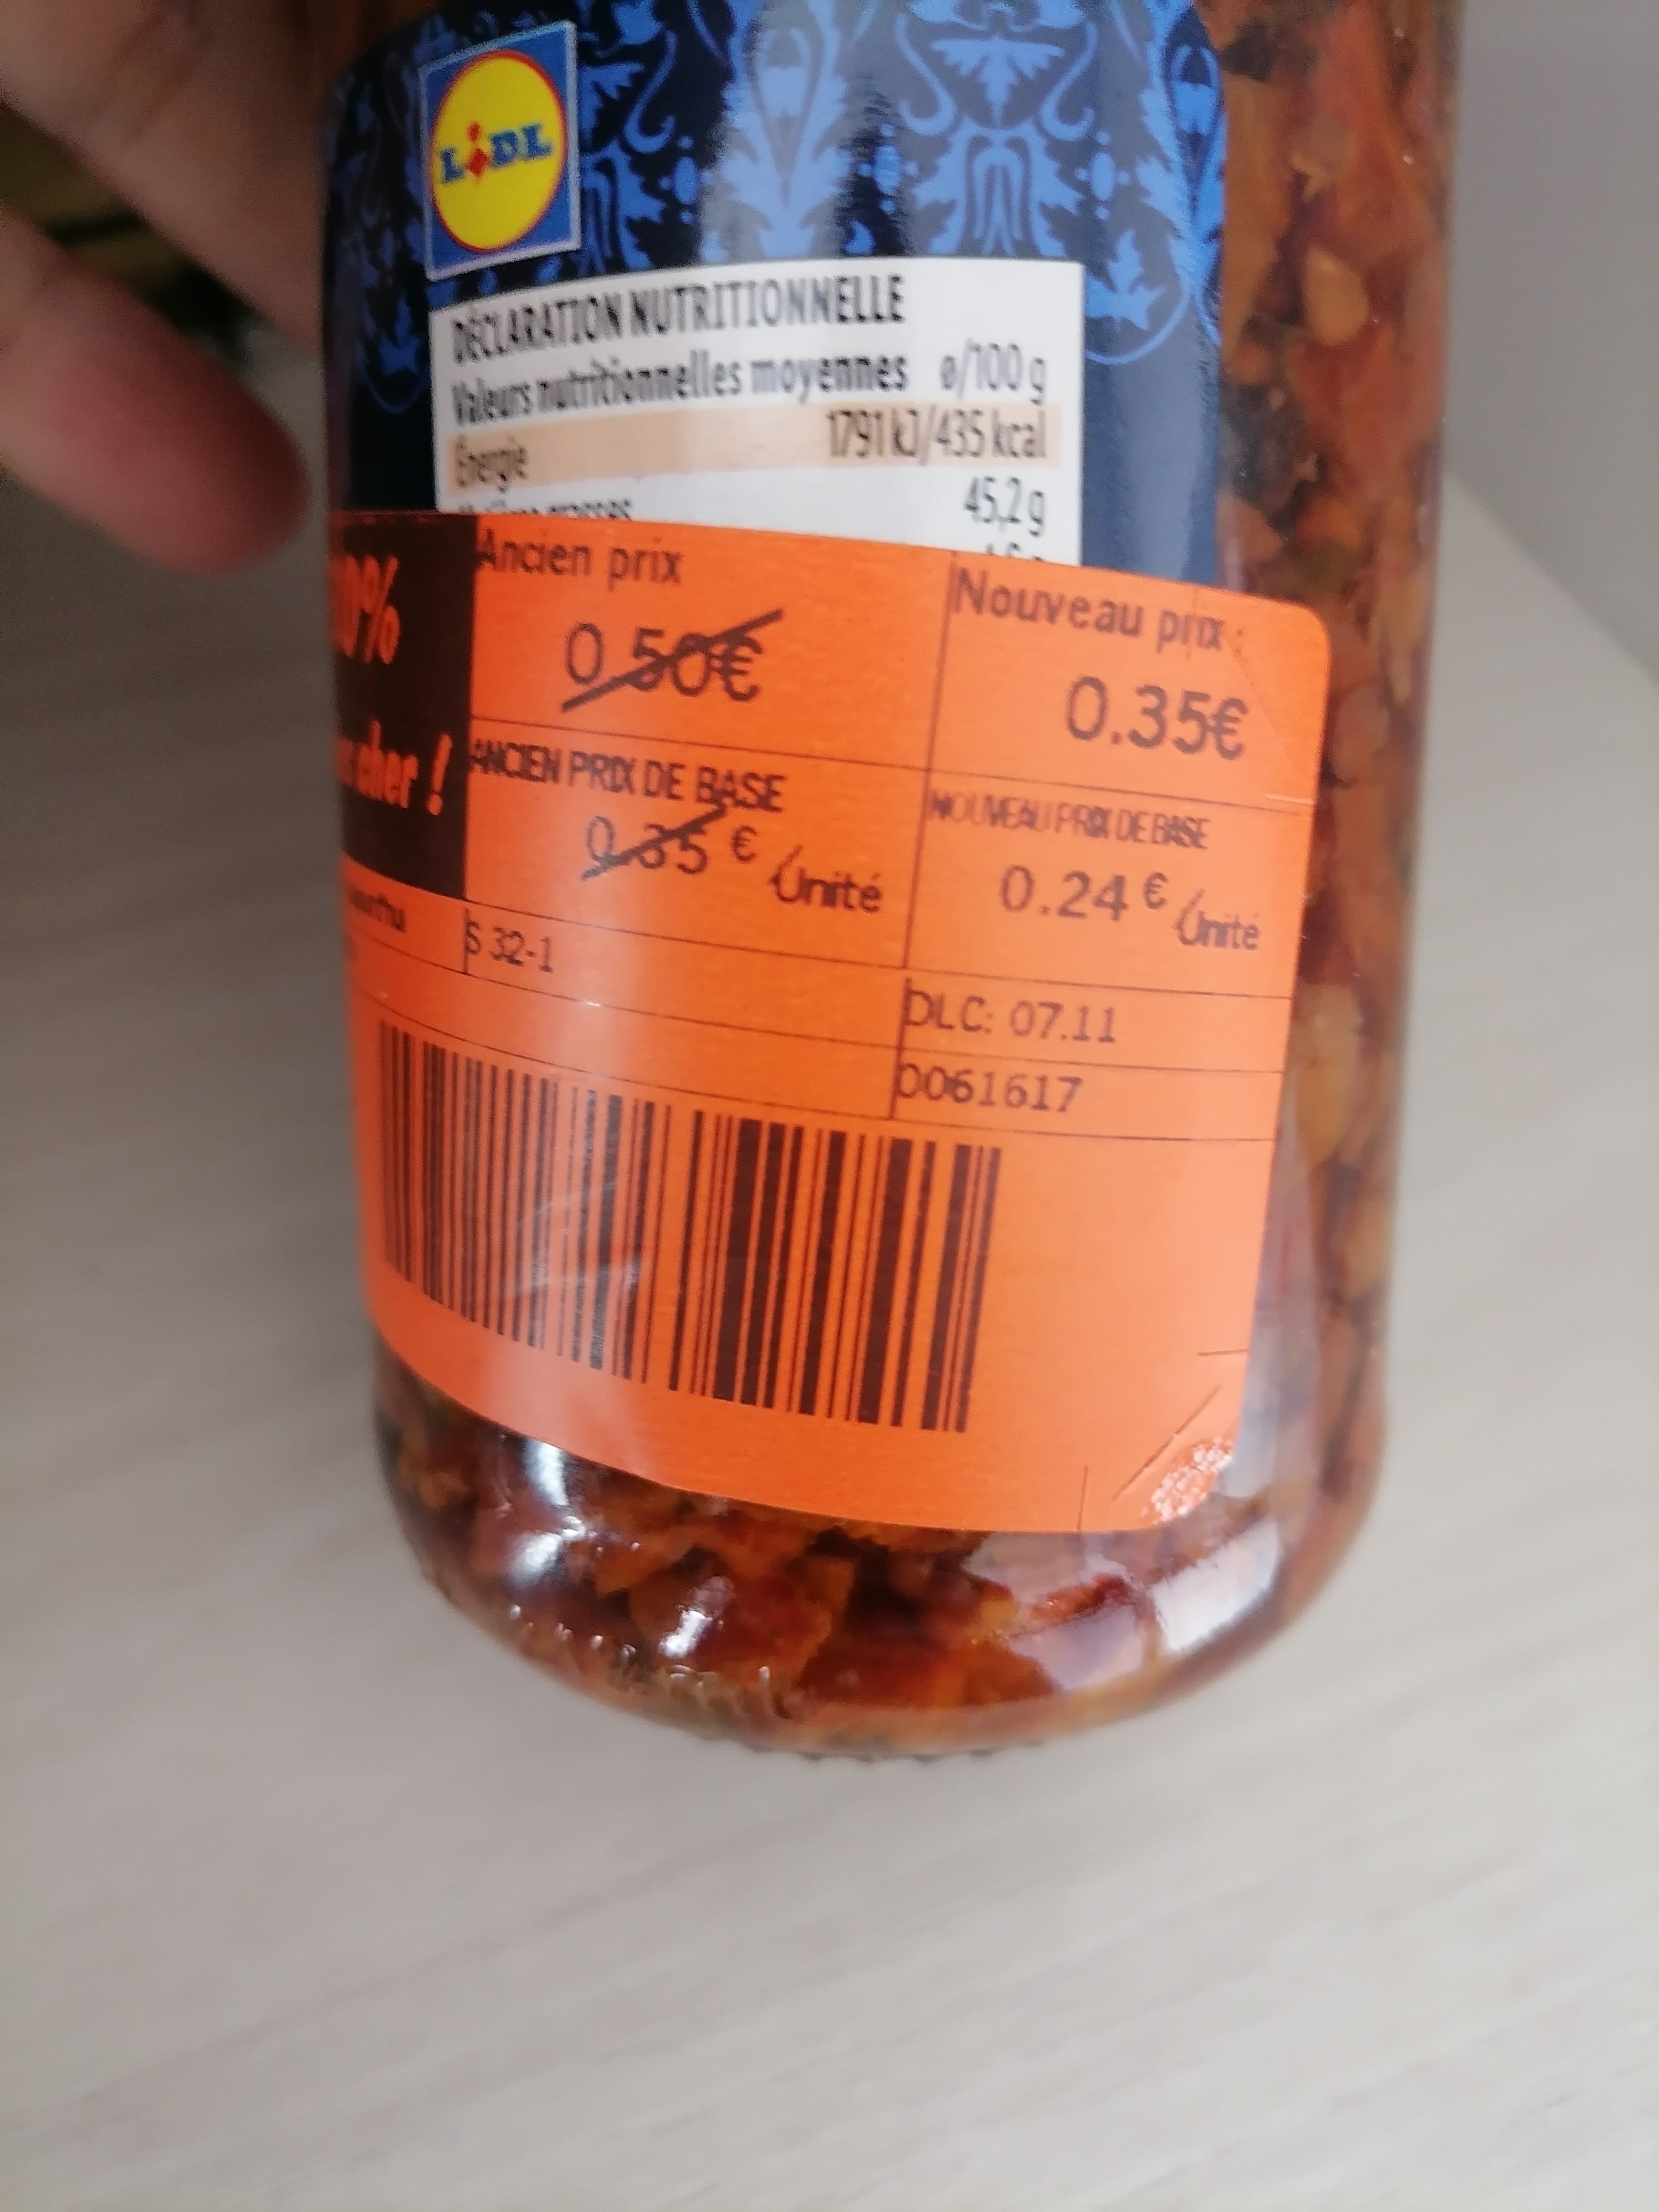 LIDL
DÉCLARATION NUTRITIONNELLE
Valeurs nutritionnelles moyennes ø/100 g
Énergie 1791 kJ/435 kcal
45,2 g
Ancien prix
0.50€
Nouveau prix :
0.35€
cher !
ANCIEN PRIX DE BASE
0.35 € Unité
NOUVEAU PRIX DE BASE
0.24 € Unité
S 32-1
DLC: 07.11
0061617